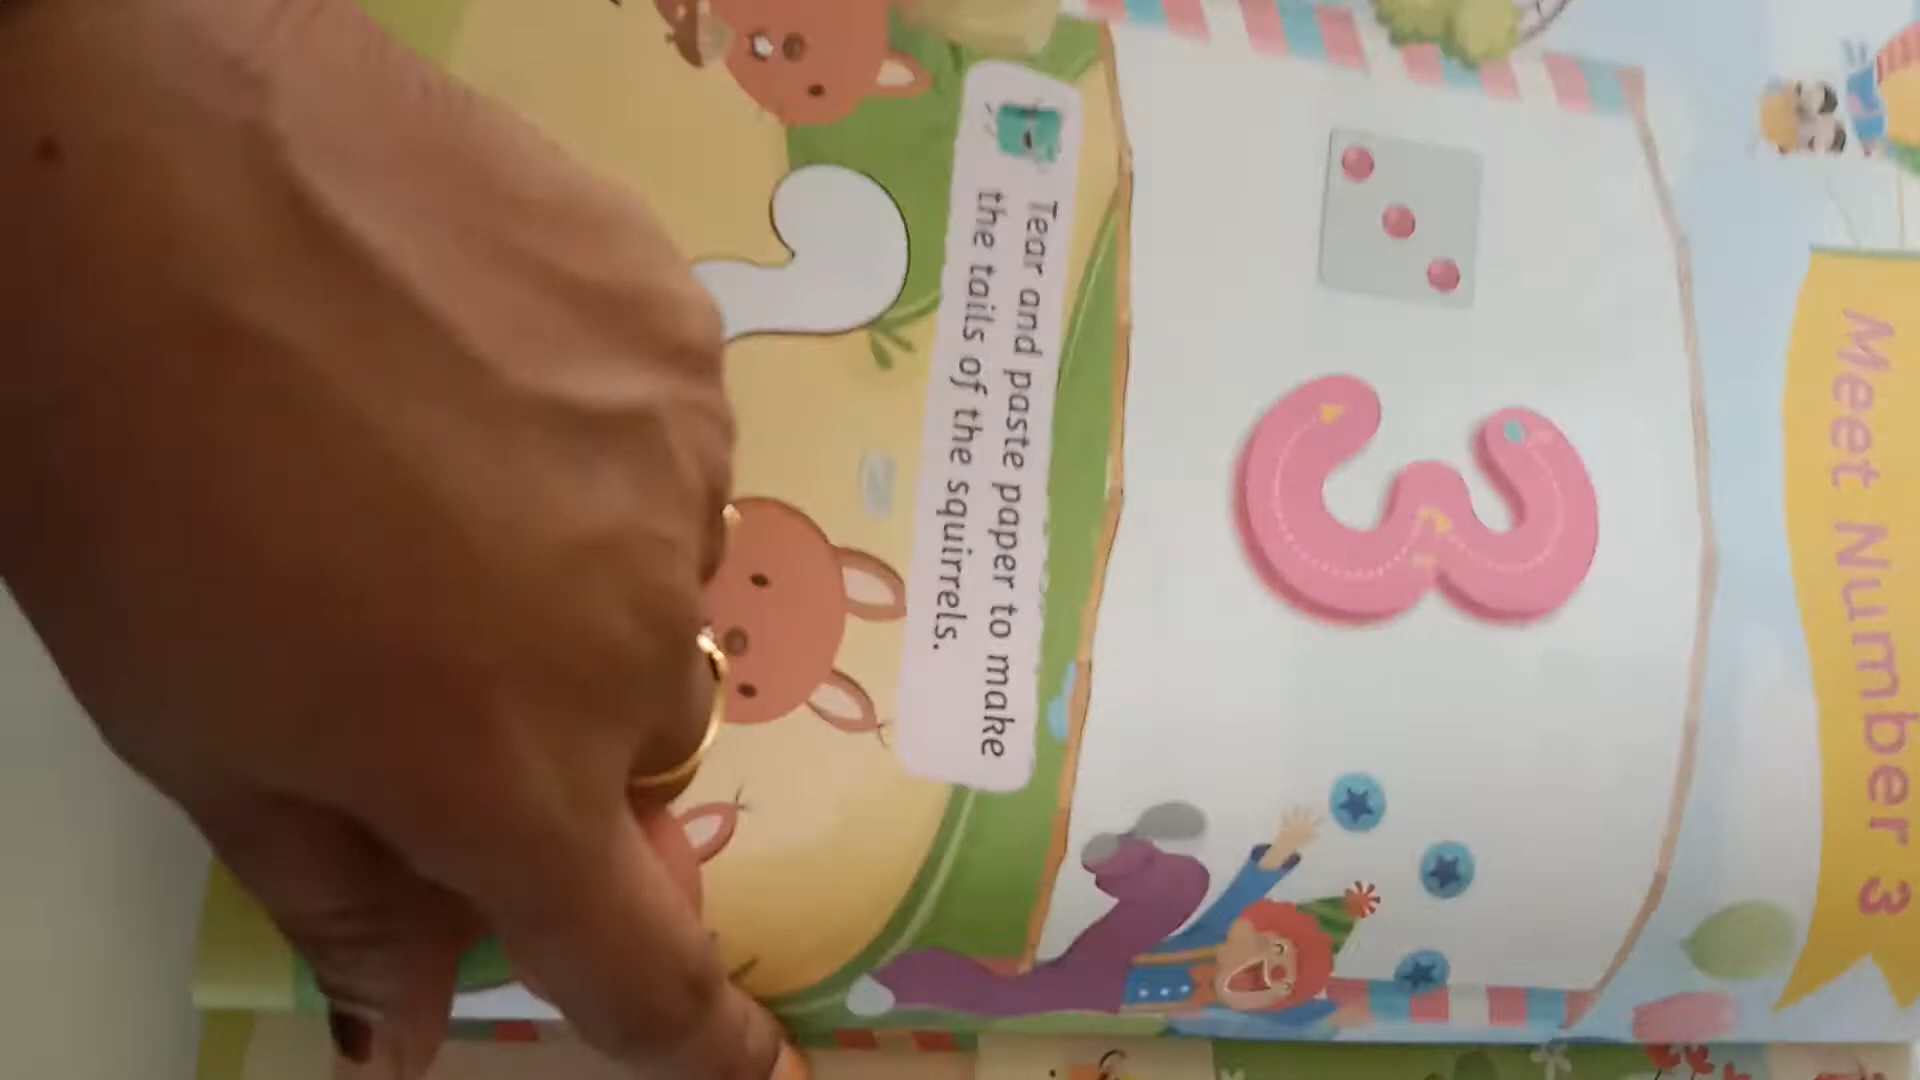 Meet Number 3
3
Tear and paste paper to make
the tails of the squirrels.